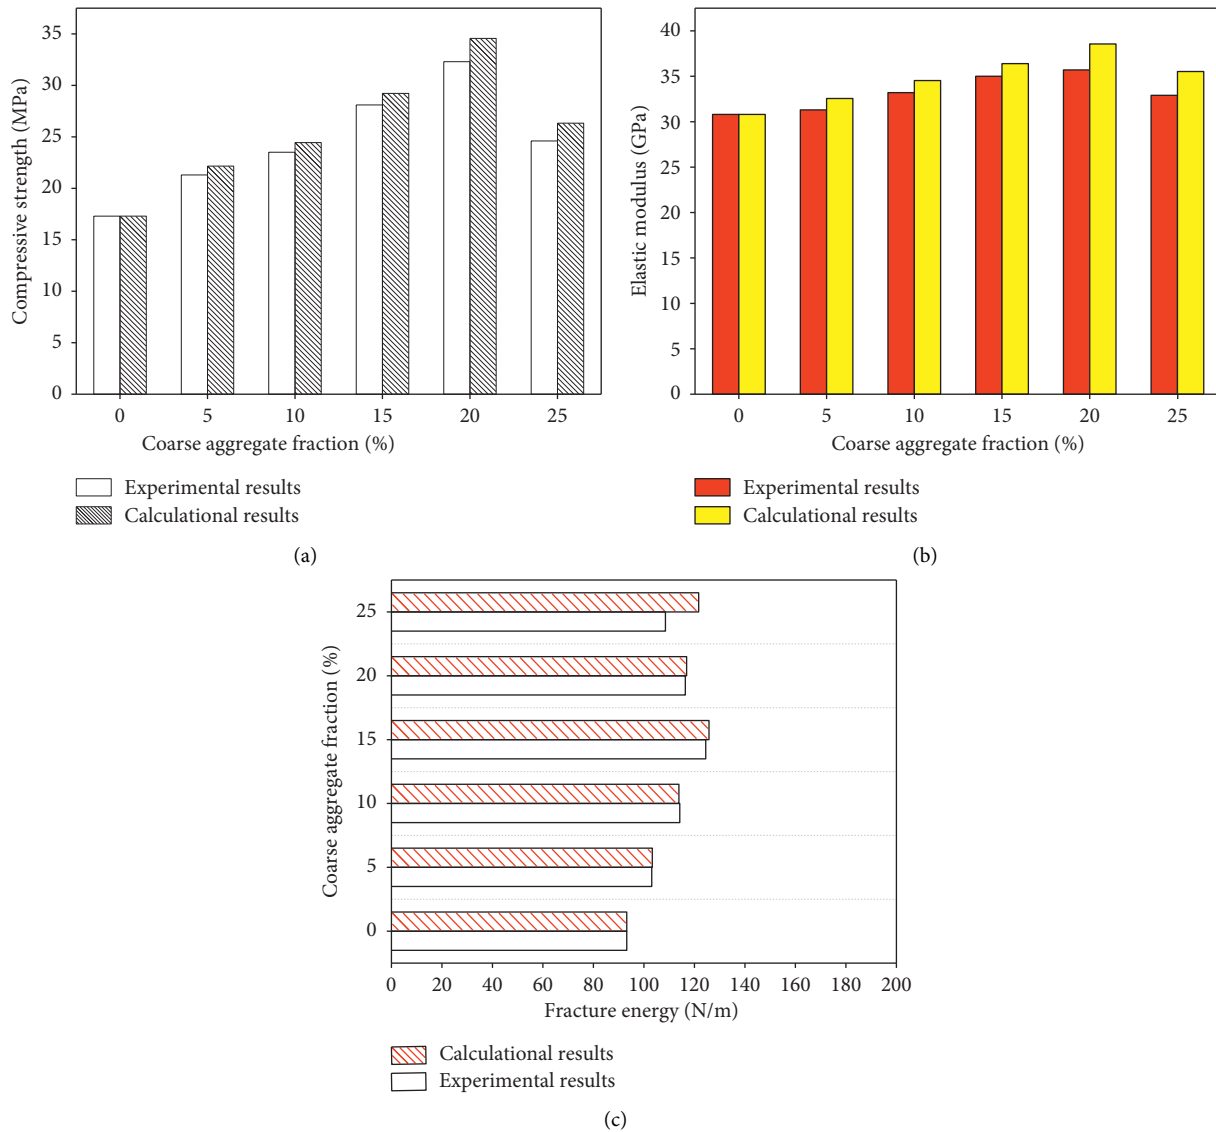 35
30
25
20
15
10
5
0
Compressive strength (MPa)
0 5 10 15 20 25
Coarse aggregate fraction (%)
Experimental results
Calculational results
(a)
40
35
30
25
20
15
10
5
0
Elastic modulus (GPa)
0 5 10 15 20 25
Coarse aggregate fraction (%)
Experimental results
Calculational results
(b)
25
20
15
10
5
0
Coarse aggregate fraction (%)
0 20 40 60 80 100 120 140 160 180 200
Fracture energy (N/m)
Calculational results
Experimental results
(c)